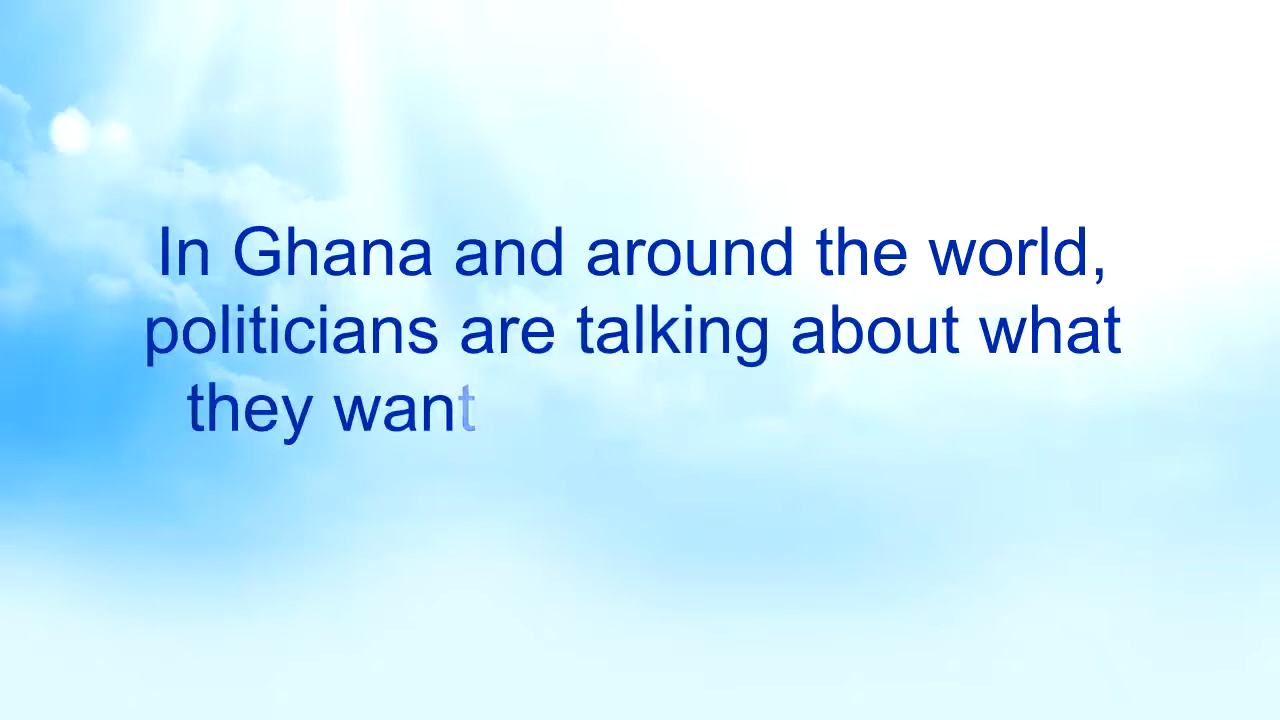 In Ghana and around the world,
politicians are talking about what
they want